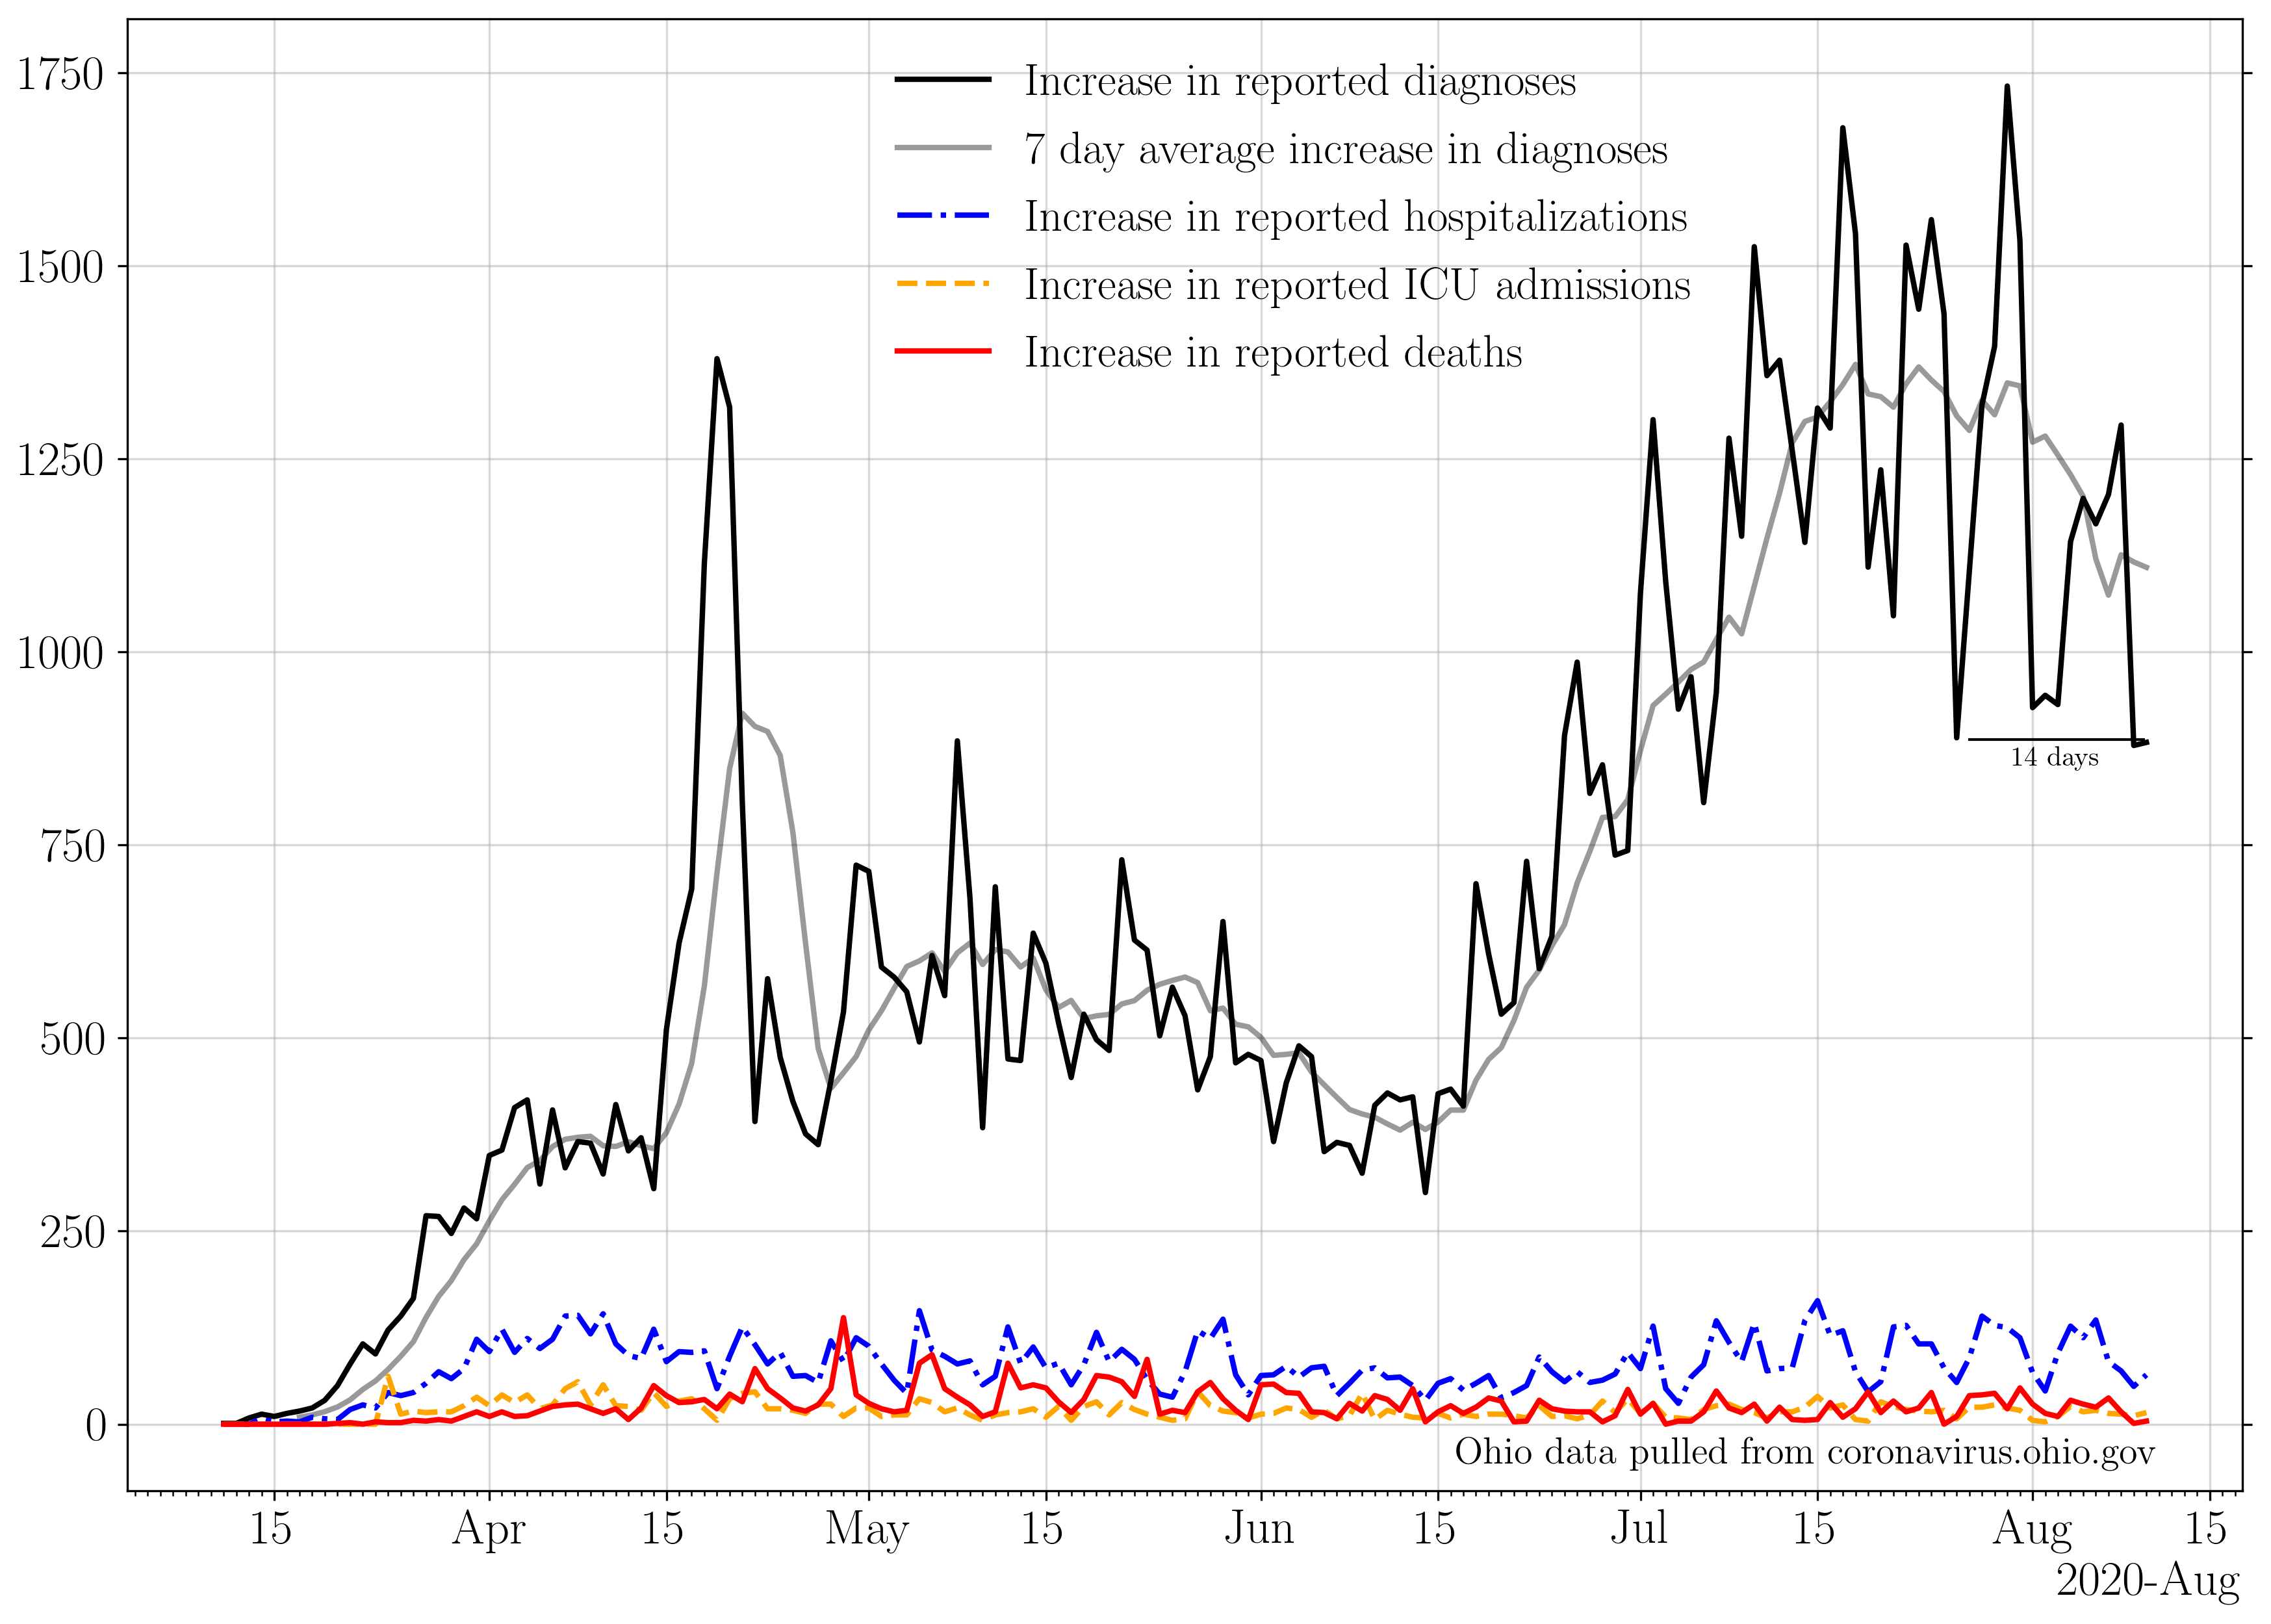 1750
1500
1250
1000
750
500
250
0
Increase in reported diagnoses
7 day average increase in diagnoses
Increase in reported hospitalizations
Increase in reported ICU admissions
Increase in reported deaths
14 days
Ohio data pulled from coronavirus.ohio.gov
15 Apr 15 May 15 Jun 15 Jul 15 Aug 15
2020-Aug